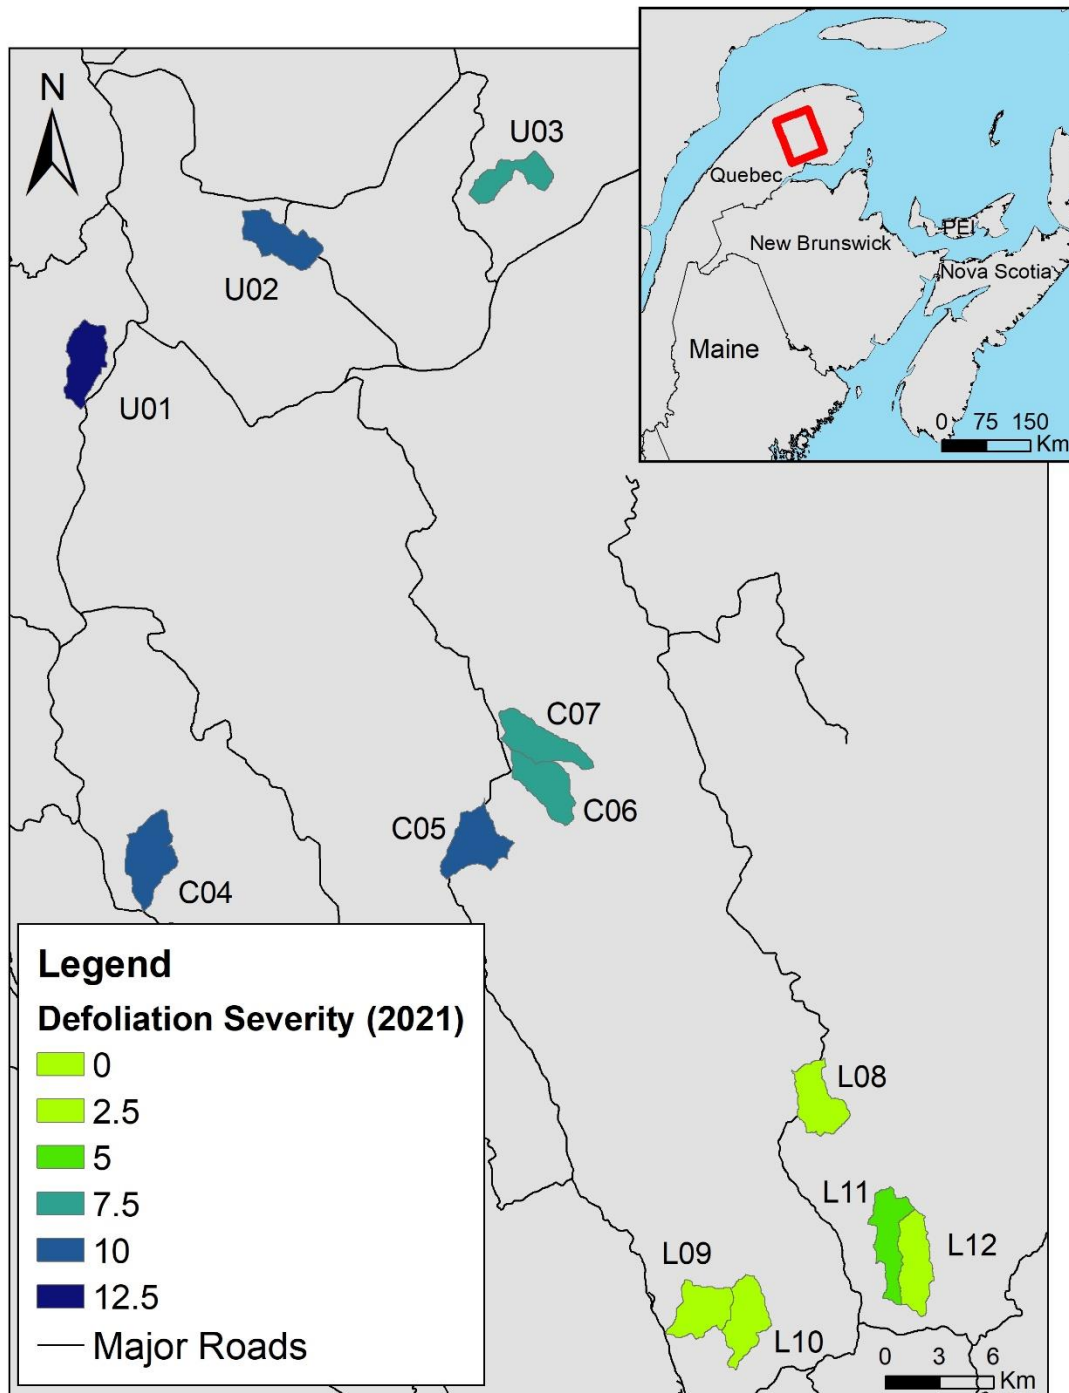 N
U03
U02
U01
Quebec
New Brunswick
PEI
Nova Scotia
Maine
0 75 150
Km
C07
C06
C05
C04
L08
L11
L12
L09
L10
Legend
Defoliation Severity (2021)
0
2.5
5
7.5
10
12.5
Major Roads
0 3 6
Km